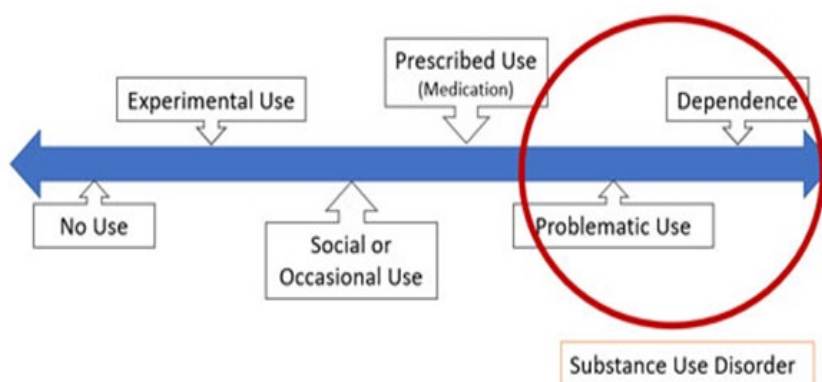 Prescribed Use
(Medication)
Experimental Use
Dependence
No Use
Social or
Occasional Use
Problematic Use
Substance Use Disorder